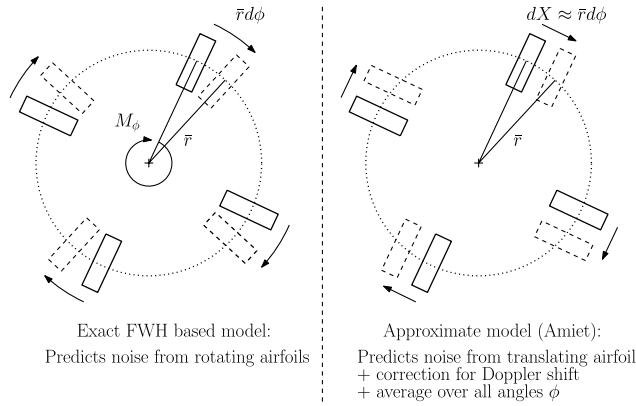 r̄dϕ
M_ϕ
r̄
Exact FWH based model:
Predicts noise from rotating airfoils
dX ≈ r̄dϕ
r̄
Approximate model (Amiet):
Predicts noise from translating airfoil
+ correction for Doppler shift
+ average over all angles ϕ